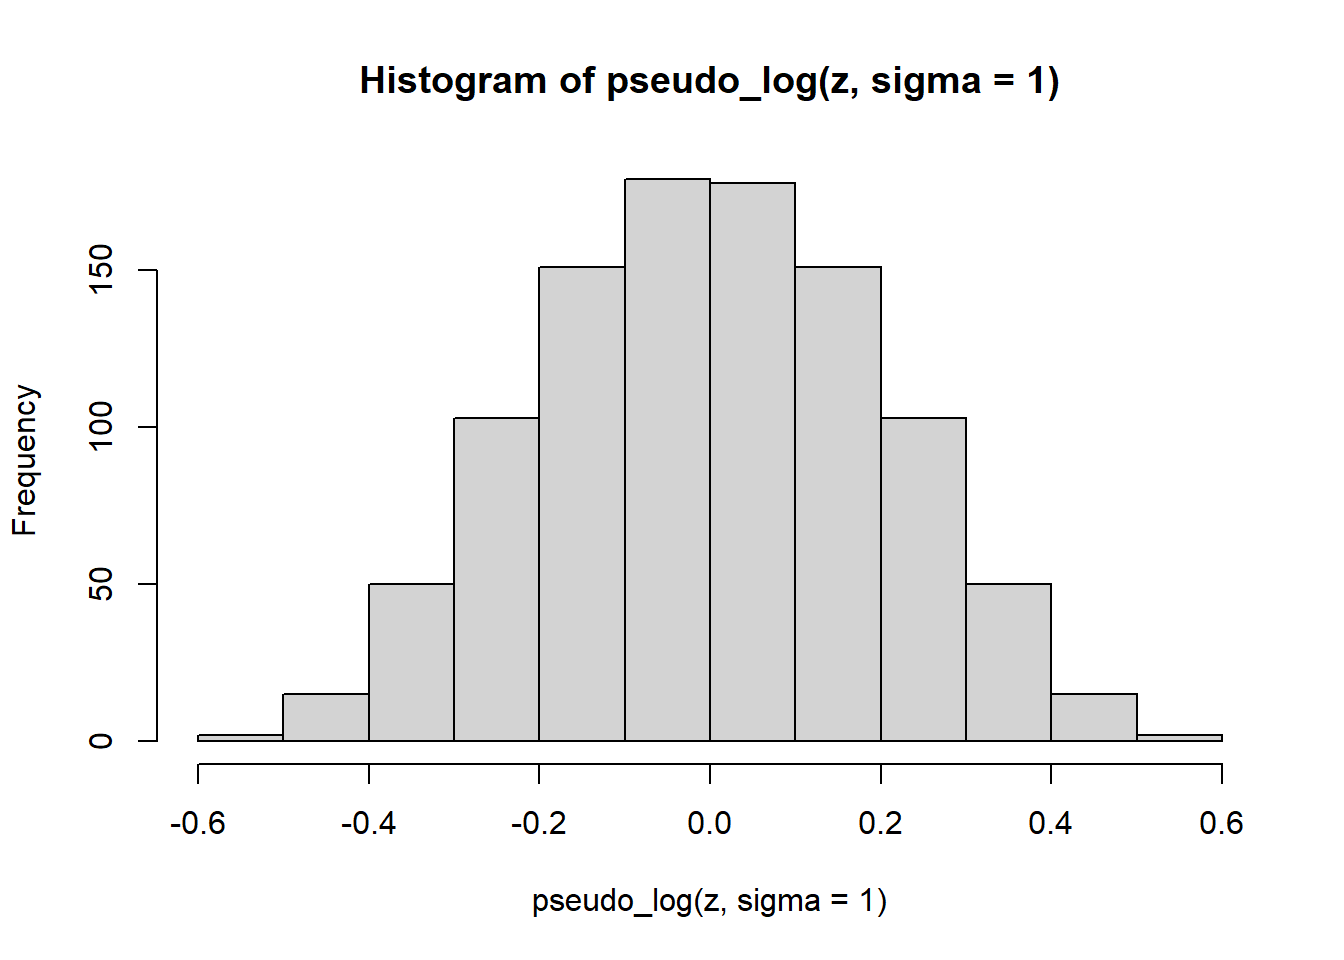 Histogram of pseudo_log(z, sigma = 1)
Frequency
150
100
50
0
-0.6 -0.4 -0.2 0.0 0.2 0.4 0.6
pseudo_log(z, sigma = 1)